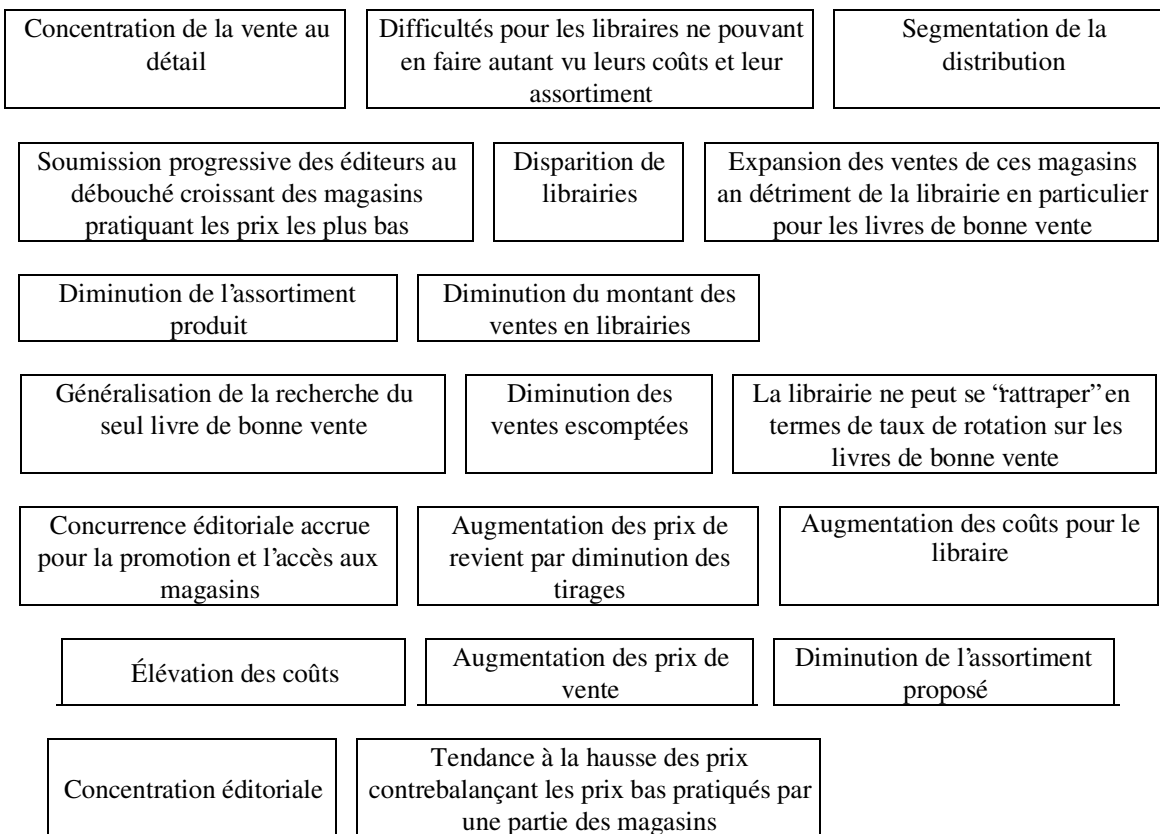 Concentration de la vente au
détail
Difficultés pour les libraires ne pouvant
en faire autant vu leurs coûts et leur
assortiment
Segmentation de la
distribution
Soumission progressive des éditeurs au
débouché croissant des magasins
pratiquant les prix les plus bas
Disparition de
librairies
Expansion des ventes de ces magasins
an détriment de la librairie en particulier
pour les livres de bonne vente
Diminution de l'assortiment
produit
Diminution du montant des
ventes en librairies
Généralisation de la recherche du
seul livre de bonne vente
Diminution des
ventes escomptées
La librairie ne peut se “rattraper” en
termes de taux de rotation sur les
livres de bonne vente
Concurrence éditoriale accrue
pour la promotion et l'accès aux
magasins
Augmentation des prix de
revient par diminution des
tirages
Augmentation des coûts pour le
libraire
Élévation des coûts
Augmentation des prix de
vente
Diminution de l'assortiment
proposé
Concentration éditoriale
Tendance à la hausse des prix
contrebalançant les prix bas pratiqués par
une partie des magasins